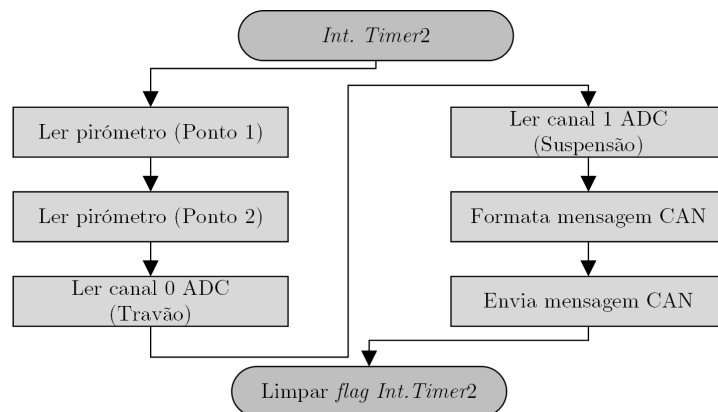 Int. Timer2
Ler pirómetro (Ponto 1)
Ler pirómetro (Ponto 2)
Ler canal 0 ADC
(Travão)
Ler canal 1 ADC
(Suspensão)
Formata mensagem CAN
Envia mensagem CAN
Limpar flag Int.Timer2